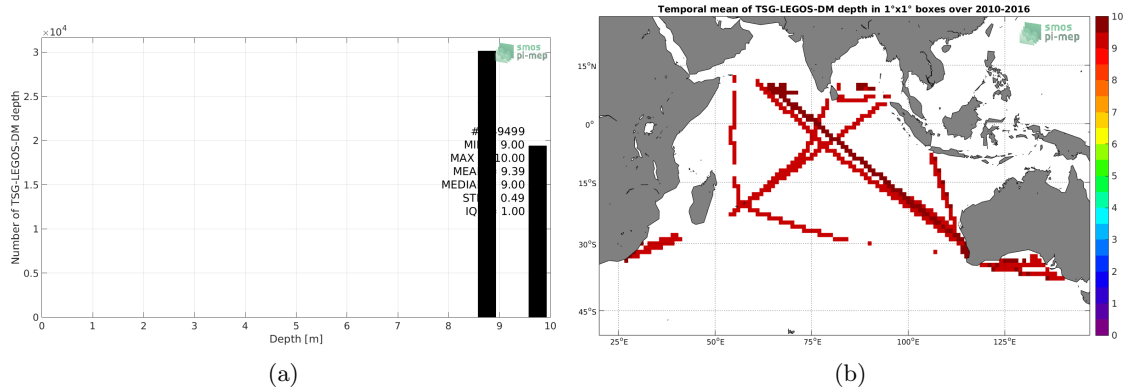 ×10⁴
3
2.5
2
1.5
1
0.5
0
Number of TSG-LEGOS-DM depth
smos
pi-mep
9499
9.00
MAX 10.00
9.39
MEDIAN 9.00
0.49
1.00
0 1 2 3 4 5 6 7 8 9 10
Depth [m]
(a)
Temporal mean of TSG-LEGOS-DM depth in 1°x1° boxes over 2010-2016
smos
pi-mep
15°N
0°
15°S
30°S
45°S
25°E 50°E 75°E 100°E 125°E
10
9
8
7
6
5
4
3
2
1
0
(b)